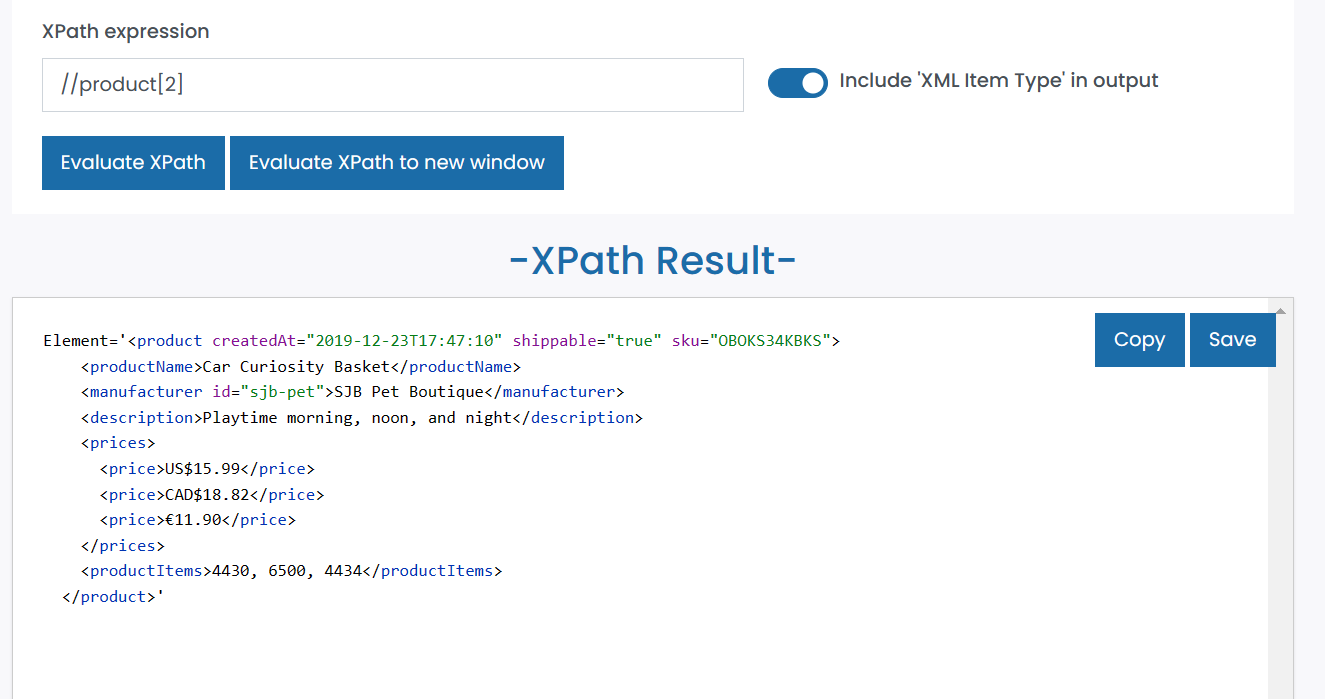 XPath expression
//product[2]
Include 'XML Item Type' in output
Evaluate XPath
Evaluate XPath to new window
-XPath Result-
Copy
Save
Element='<product createdAt="2019-12-23T17:47:10" shippable="true" sku="OBOKS34KBKS">
<productName>Car Curiosity Basket</productName>
<manufacturer id="sjb-pet">SJB Pet Boutique</manufacturer>
<description>Playtime morning, noon, and night</description>
<prices>
<price>US$15.99</price>
<price>CAD$18.82</price>
<price>€11.90</price>
</prices>
<productItems>4430, 6500, 4434</productItems>
</product>'